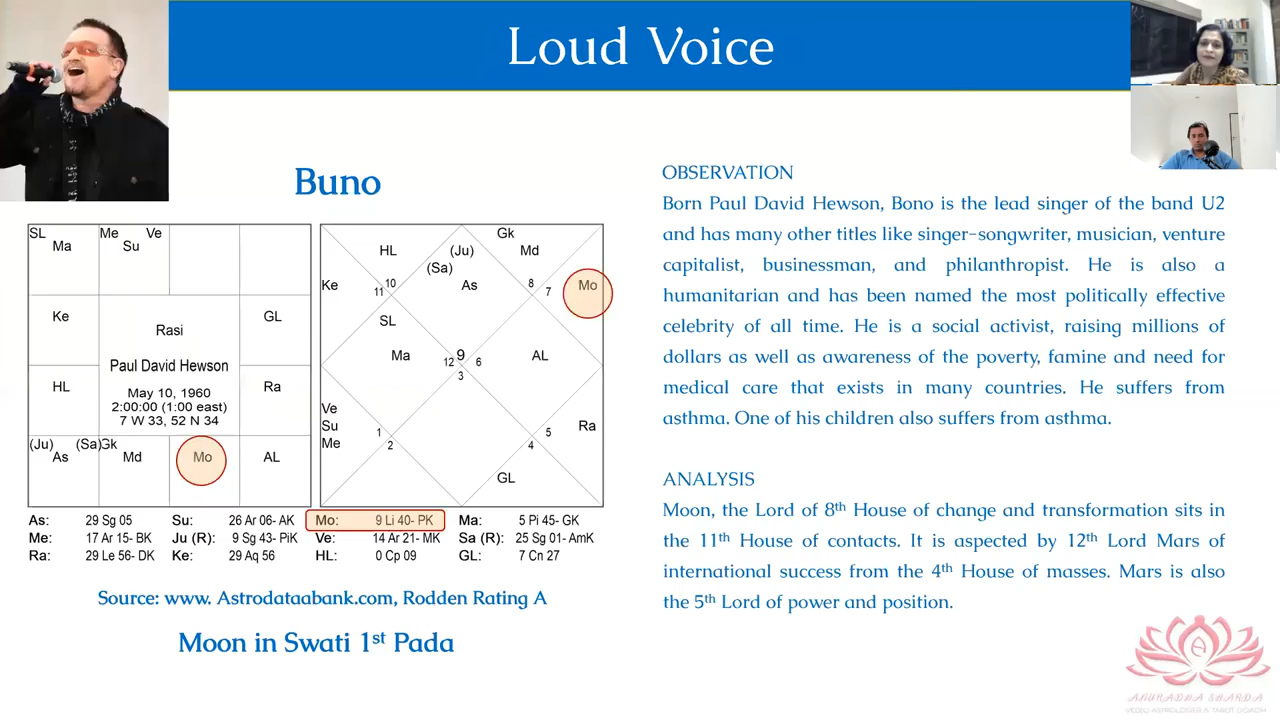 Loud Voice
Buno
SL
Ma
Me
Ve
Su
Ke
GL
Rasi
Paul David Hewson
May 10, 1960
2:00:00 (1:00 east)
7 W 33, 52 N 34
HL
Ra
(Ju)
As
(Sa)Gk
Md
Mo
AL
Gk
HL
(Ju)
Md
(Sa)
Ke
As
Mo
10
11
8
7
SL
Ma
12
9
6
3
AL
Ve
Su
Me
1
2
5
4
Ra
GL
As: 29 Sg 05 Su: 26 Ar 06- AK Mo: 9 Li 40- PK Ma: 5 Pi 45- GK
Me: 17 Ar 15- BK Ju (R): 9 Sg 43- PiK Ve: 14 Ar 21- MK Sa (R): 25 Sg 01- AmK
Ra: 29 Le 56- DK Ke: 29 Aq 56 HL: 0 Cp 09 GL: 7 Cn 27
Source: www. Astrodataabank.com, Rodden Rating A
Moon in Swati 1st Pada
OBSERVATION
Born Paul David Hewson, Bono is the lead singer of the band U2
and has many other titles like singer-songwriter, musician, venture
capitalist, businessman, and philanthropist. He is also a
humanitarian and has been named the most politically effective
celebrity of all time. He is a social activist, raising millions of
dollars as well as awareness of the poverty, famine and need for
medical care that exists in many countries. He suffers from
asthma. One of his children also suffers from asthma.
ANALYSIS
Moon, the Lord of 8th House of change and transformation sits in
the 11th House of contacts. It is aspected by 12th Lord Mars of
international success from the 4th House of masses. Mars is also
the 5th Lord of power and position.
ANURADHA SHARDA
VEDIC ASTROLOGER & TAROT COACH